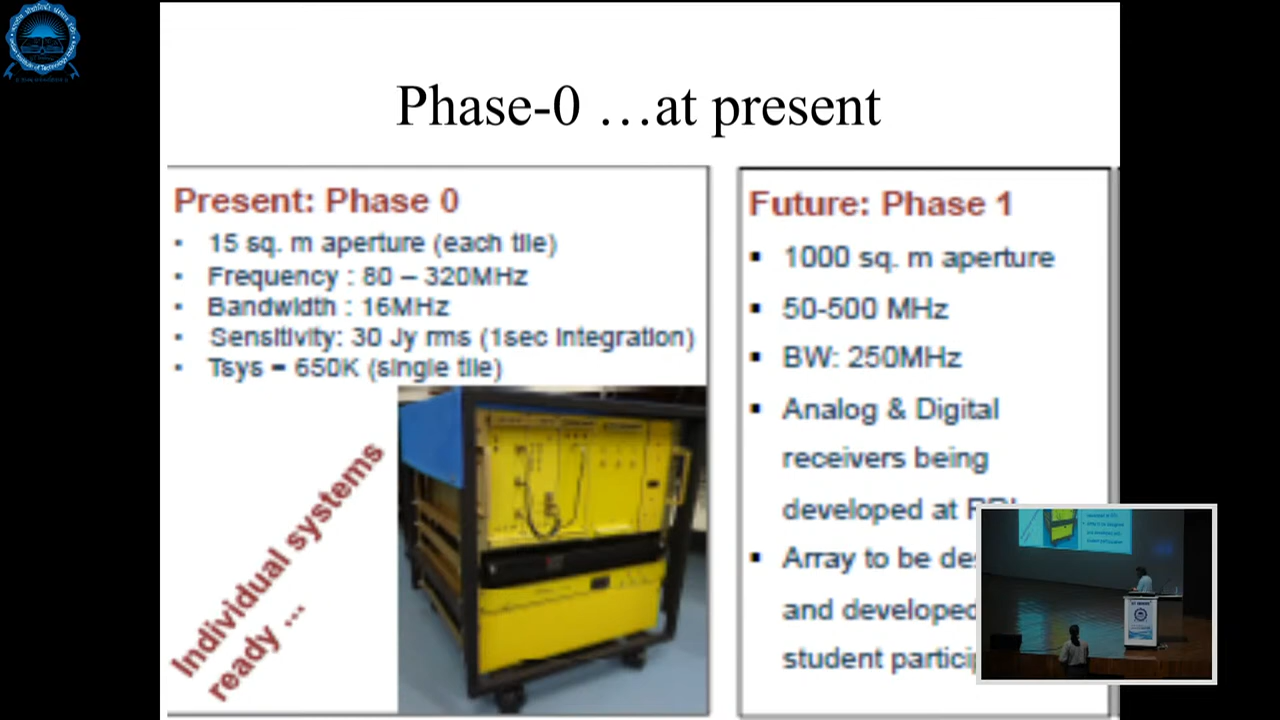 Phase-0 …at present
Present: Phase 0
▪ 15 sq. m aperture (each tile)
▪ Frequency : 80 – 320MHz
▪ Bandwidth : 16MHz
▪ Sensitivity: 30 Jy rms (1sec integration)
▪ Tsys = 650K (single tile)
Individual systems
ready ...
Future: Phase 1
▪ 1000 sq. m aperture
▪ 50-500 MHz
▪ BW: 250MHz
▪ Analog & Digital
receivers being
developed at
▪ Array to be
and
student